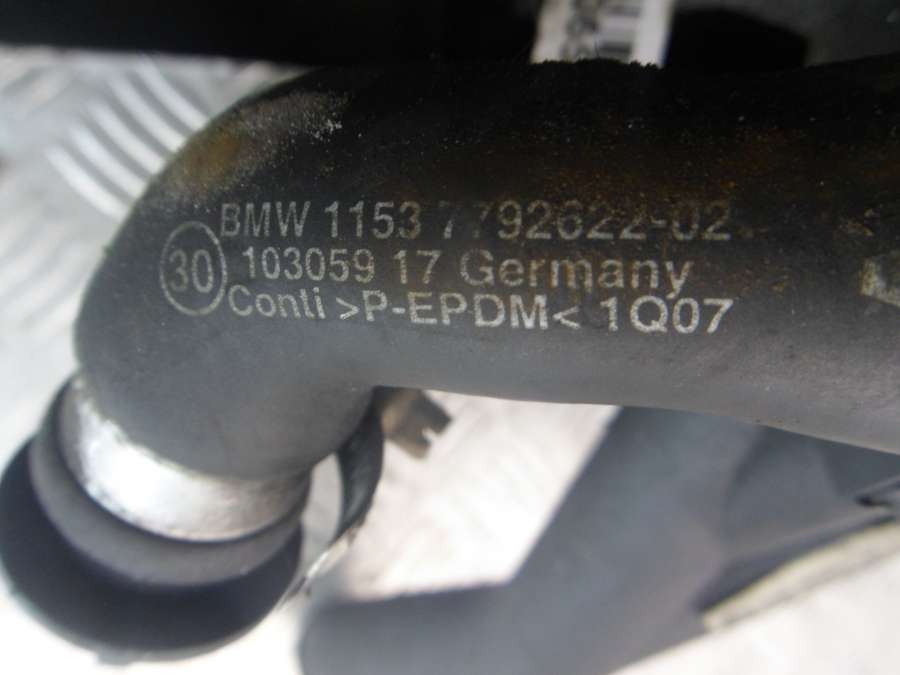 BMW 1153 7792622-02
30
103059 17 Germany
Conti >P-EPDM< 1Q07